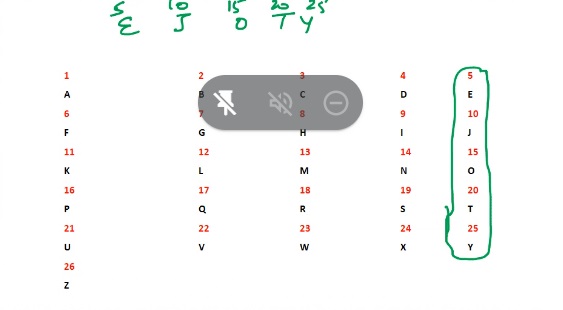 5 10 15 20 25
E J O T Y
1 2 3 4 5
A B C D E
6 7 8 9 10
F G H I J
11 12 13 14 15
K L M N O
16 17 18 19 20
P Q R S T
21 22 23 24 25
U V W X Y
26
Z